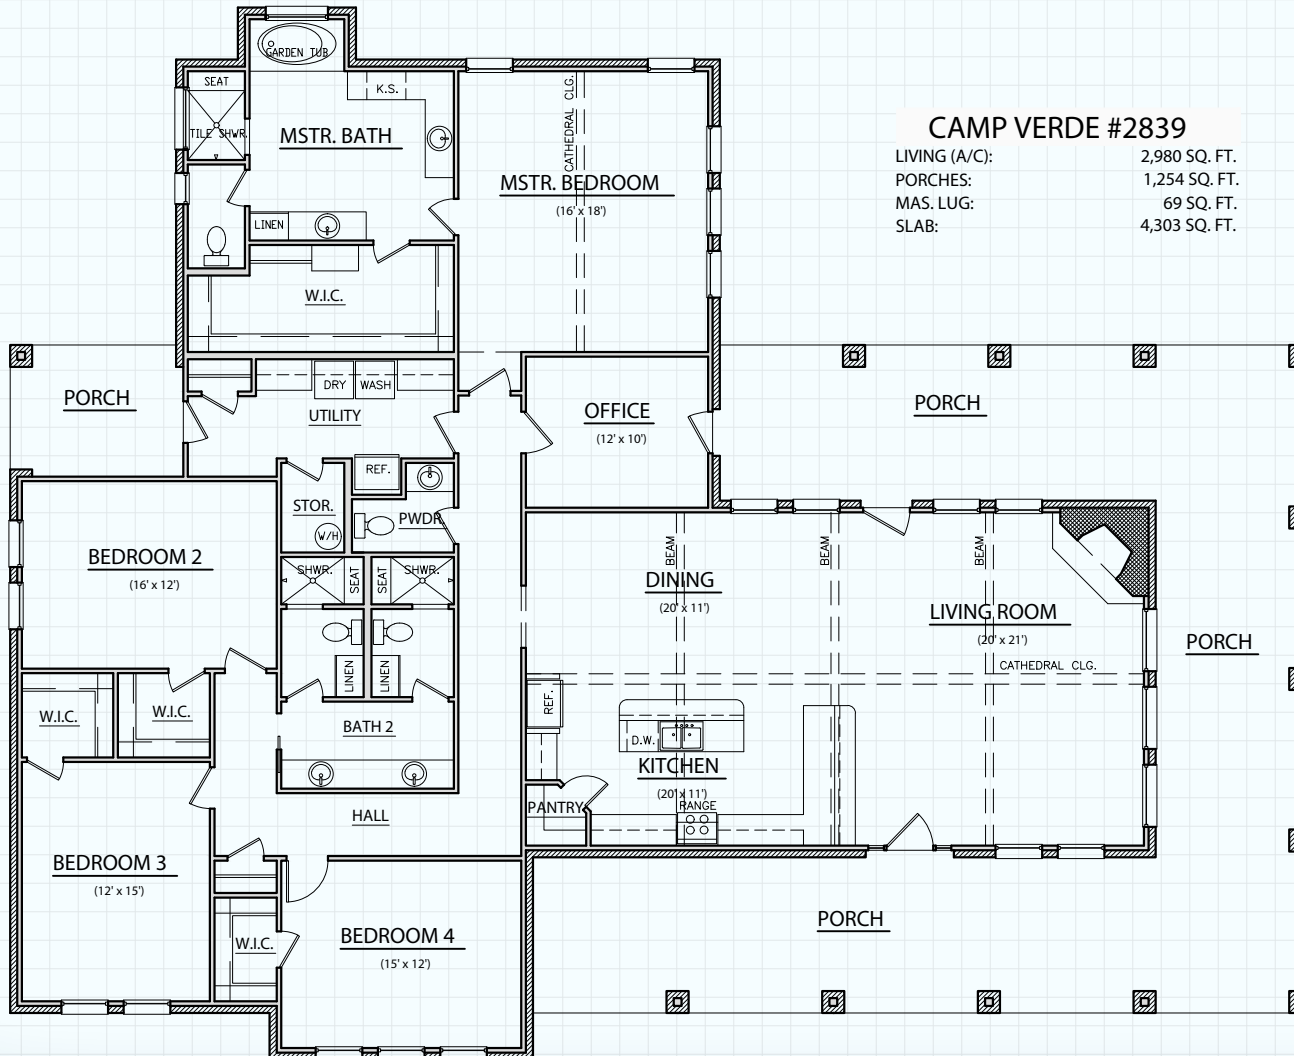 GARDEN TUB
SEAT
K.S.
TILE SHWR.
MSTR. BATH
CATHEDRAL CLG.
MSTR. BEDROOM
(16' x 18')
LINEN
W.I.C.
CAMP VERDE #2839
LIVING (A/C): 2,980 SQ. FT.
PORCHES: 1,254 SQ. FT.
MAS. LUG: 69 SQ. FT.
SLAB: 4,303 SQ. FT.
PORCH
DRY
WASH
UTILITY
OFFICE
(12' x 10')
PORCH
REF.
STOR.
W/H
PWDR.
BEDROOM 2
(16' x 12')
SHWR.
SEAT
SEAT
SHWR.
BEAM
BEAM
BEAM
DINING
(20' x 11')
LIVING ROOM
(20' x 21')
CATHEDRAL CLG.
PORCH
LINEN
LINEN
W.I.C.
W.I.C.
BATH 2
REF.
D.W.
KITCHEN
(20' x 11')
RANGE
PANTRY
HALL
BEDROOM 3
(12' x 15')
W.I.C.
BEDROOM 4
(15' x 12')
PORCH